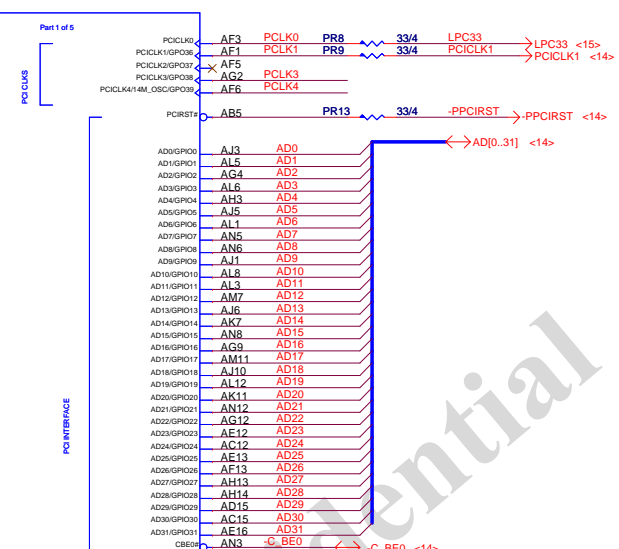 Part 1 of 5
PCI CLKS
PCICLK0 AF3 PCLK0 PR8 33/4 LPC33 LPC33 <15>
PCICLK1/GPO36 AF1 PCLK1 PR9 33/4 PCICLK1 PCICLK1 <14>
PCICLK2/GPO37 AF5
PCICLK3/GPO38 AG2 PCLK3
PCICLK4/14M_OSC/GPO39 AF6 PCLK4
PCIRST# AB5 PR13 33/4 -PPCIRST -PPCIRST <14>
AD[0..31] <14>
AD0/GPIO0 AJ3 AD0
AD1/GPIO1 AL5 AD1
AD2/GPIO2 AG4 AD2
AD3/GPIO3 AL6 AD3
AD4/GPIO4 AH3 AD4
AD5/GPIO5 AJ5 AD5
AD6/GPIO6 AL1 AD6
AD7/GPIO7 AN5 AD7
AD8/GPIO8 AN6 AD8
AD9/GPIO9 AJ1 AD9
AD10/GPIO10 AL8 AD10
AD11/GPIO11 AL3 AD11
AD12/GPIO12 AM7 AD12
AD13/GPIO13 AJ6 AD13
AD14/GPIO14 AK7 AD14
AD15/GPIO15 AN8 AD15
AD16/GPIO16 AG9 AD16
AD17/GPIO17 AM11 AD17
AD18/GPIO18 AJ10 AD18
AD19/GPIO19 AL12 AD19
AD20/GPIO20 AK11 AD20
AD21/GPIO21 AN12 AD21
AD22/GPIO22 AG12 AD22
AD23/GPIO23 AE12 AD23
AD24/GPIO24 AC12 AD24
AD25/GPIO25 AE13 AD25
AD26/GPIO26 AF13 AD26
AD27/GPIO27 AH13 AD27
AD28/GPIO28 AH14 AD28
AD29/GPIO29 AD15 AD29
AD30/GPIO30 AC15 AD30
AD31/GPIO31 AE16 AD31
CBE0# AN3 -C_BE0 -C_BE0 <14>
PCI INTERFACE
dential